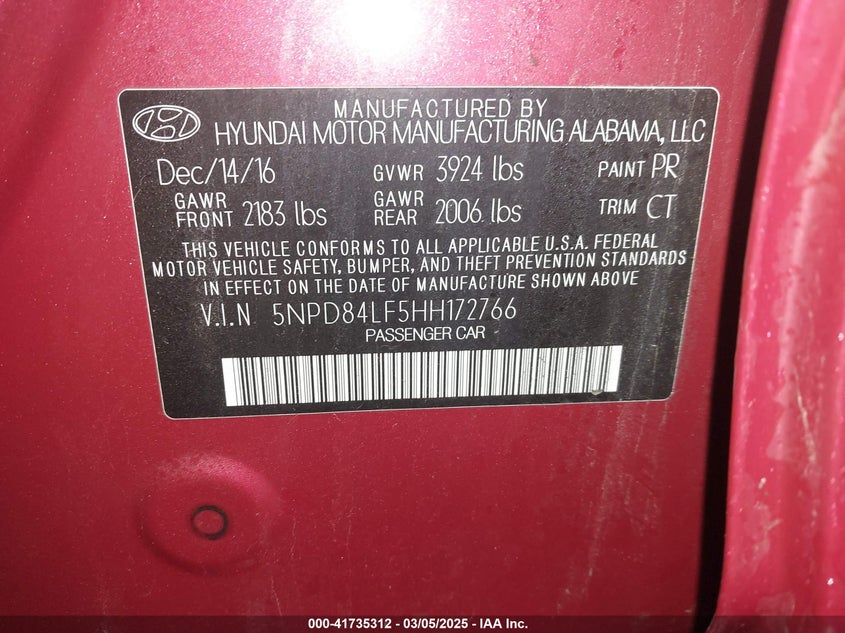 MANUFACTURED BY
HYUNDAI MOTOR MANUFACTURING ALABAMA, LLC
Dec/14/16 GVWR 3924 lbs PAINT PR
GAWR FRONT 2183 lbs GAWR REAR 2006 lbs TRIM CT
THIS VEHICLE CONFORMS TO ALL APPLICABLE U.S.A. FEDERAL
MOTOR VEHICLE SAFETY, BUMPER, AND THEFT PREVENTION STANDARDS
IN EFFECT ON THE DATE OF MANUFACTURE SHOWN ABOVE
V.I.N 5NPD84LF5HH172766
PASSENGER CAR
000-41735312 - 03/05/2025 - IAA Inc.